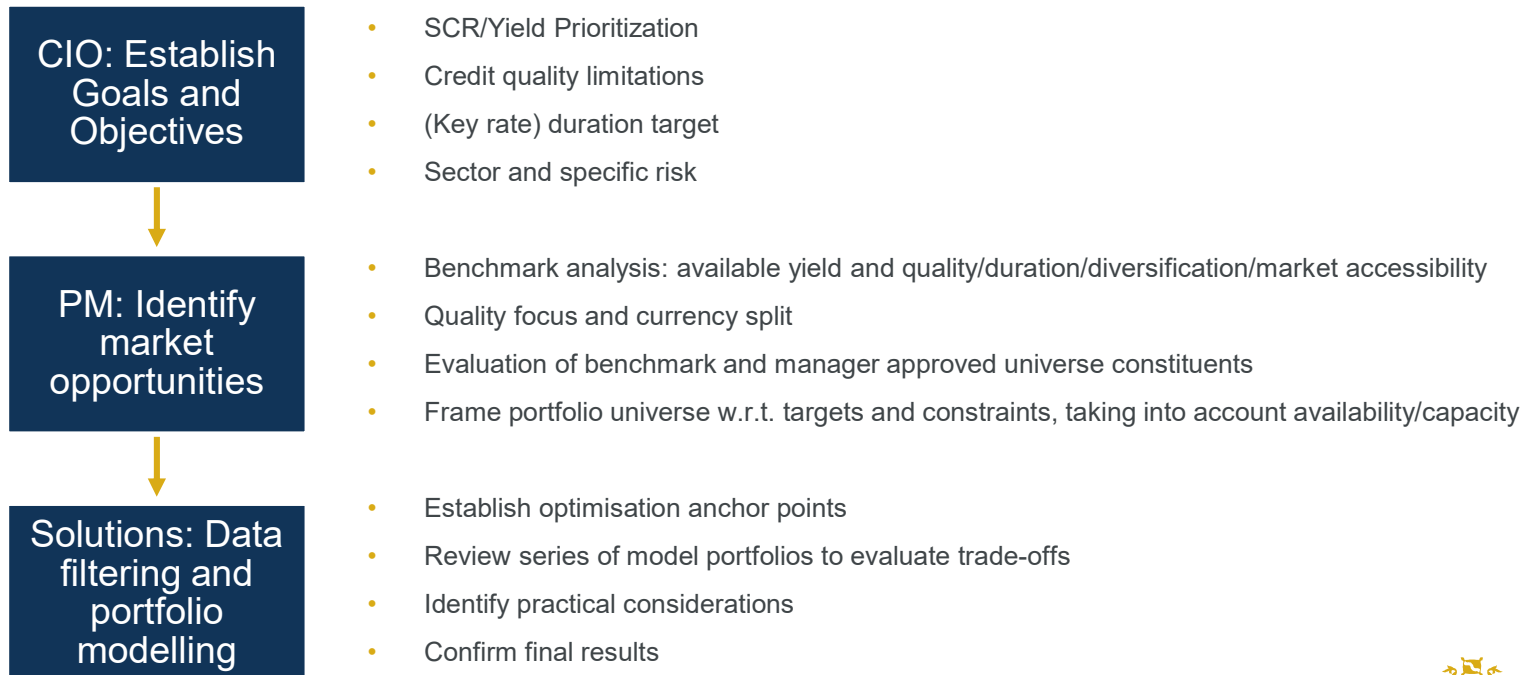 CIO: Establish
Goals and
Objectives
• SCR/Yield Prioritization
• Credit quality limitations
• (Key rate) duration target
• Sector and specific risk
PM: Identify
market
opportunities
• Benchmark analysis: available yield and quality/duration/diversification/market accessibility
• Quality focus and currency split
• Evaluation of benchmark and manager approved universe constituents
• Frame portfolio universe w.r.t. targets and constraints, taking into account availability/capacity
Solutions: Data
filtering and
portfolio
modelling
• Establish optimisation anchor points
• Review series of model portfolios to evaluate trade-offs
• Identify practical considerations
• Confirm final results